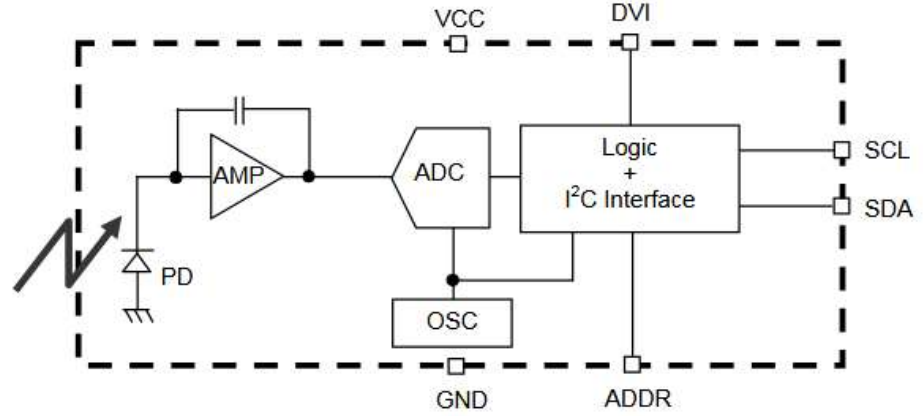 VCC
DVI
AMP
ADC
Logic
+
I²C Interface
SCL
SDA
PD
OSC
GND
ADDR